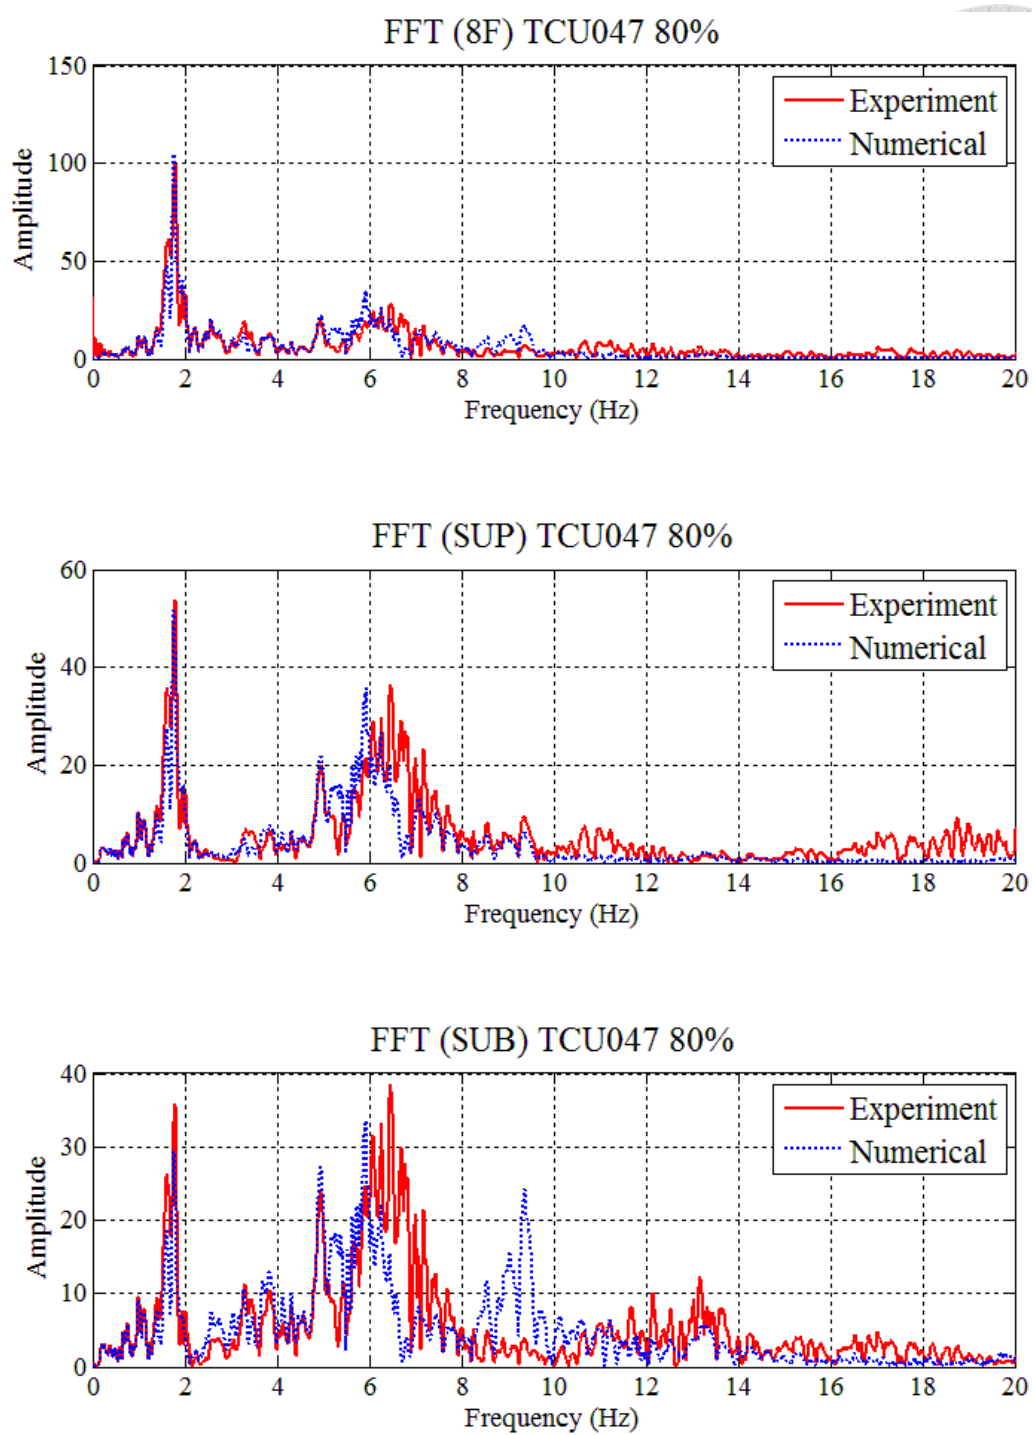 FFT (8F) TCU047 80%
150
100
50
0
Amplitude
Experiment
Numerical
0 2 4 6 8 10 12 14 16 18 20
Frequency (Hz)
FFT (SUP) TCU047 80%
60
40
20
0
Amplitude
Experiment
Numerical
0 2 4 6 8 10 12 14 16 18 20
Frequency (Hz)
FFT (SUB) TCU047 80%
40
30
20
10
0
Amplitude
Experiment
Numerical
0 2 4 6 8 10 12 14 16 18 20
Frequency (Hz)